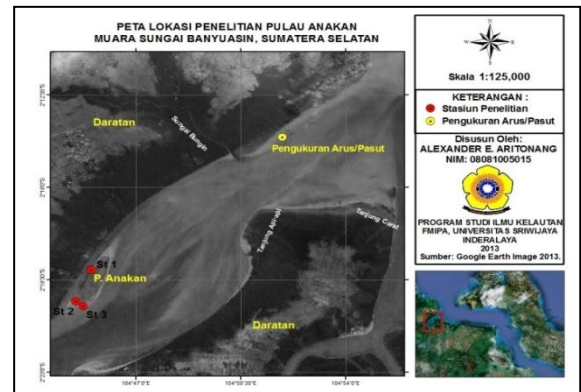 PETA LOKASI PENELITIAN PULAU ANAKAN
MUARA SUNGAI BANYUASIN, SUMATERA SELATAN
Daratan
Sungai Bungin
Pengukuran Arus/Pasut
Tanjung Api-api
Tanjung Carat
St 1
P. Anakan
St 2
St 3
Daratan
104°47'0"E
104°50'30"E
104°54'0"E
Skala 1:125,000
KETERANGAN :
Stasiun Penelitian
Pengukuran Arus/Pasut
Disusun Oleh:
ALEXANDER E. ARITONANG
NIM: 08081005015
PROGRAM STUDI ILMU KELAUTAN
FMIPA, UNIVERSITAS SRIWIJAYA
INDERALAYA
2013
Sumber: Google Earth Image 2013.